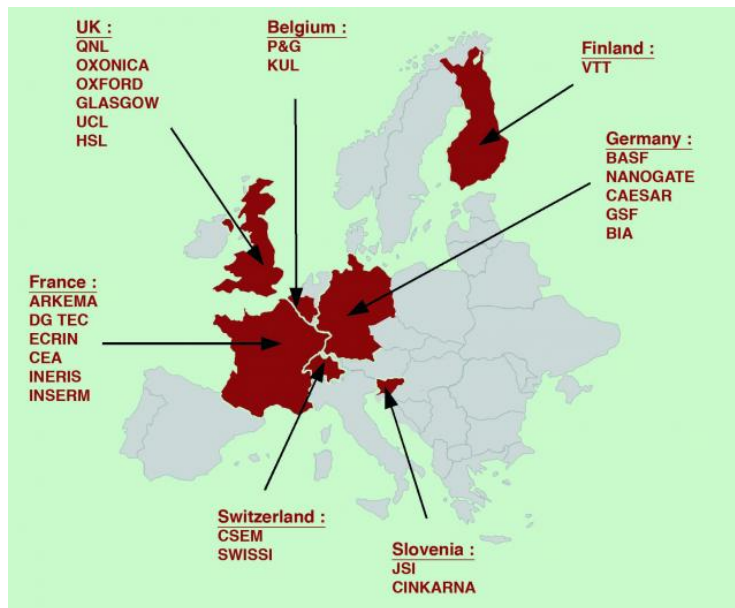 UK :
QNL
OXONICA
OXFORD
GLASGOW
UCL
HSL
Belgium :
P&G
KUL
Finland :
VTT
Germany :
BASF
NANOGATE
CAESAR
GSF
BIA
France :
ARKEMA
DG TEC
ECRIN
CEA
INERIS
INSERM
Switzerland :
CSEM
SWISSI
Slovenia :
JSI
CINKARNA